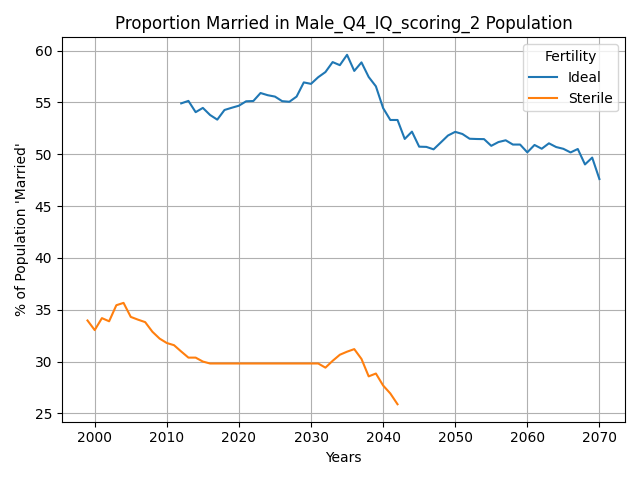 Proportion Married in Male_Q4_IQ_scoring_2 Population
Fertility
Ideal
Sterile
% of Population 'Married'
60
55
50
45
40
35
30
25
2000 2010 2020 2030 2040 2050 2060 2070
Years